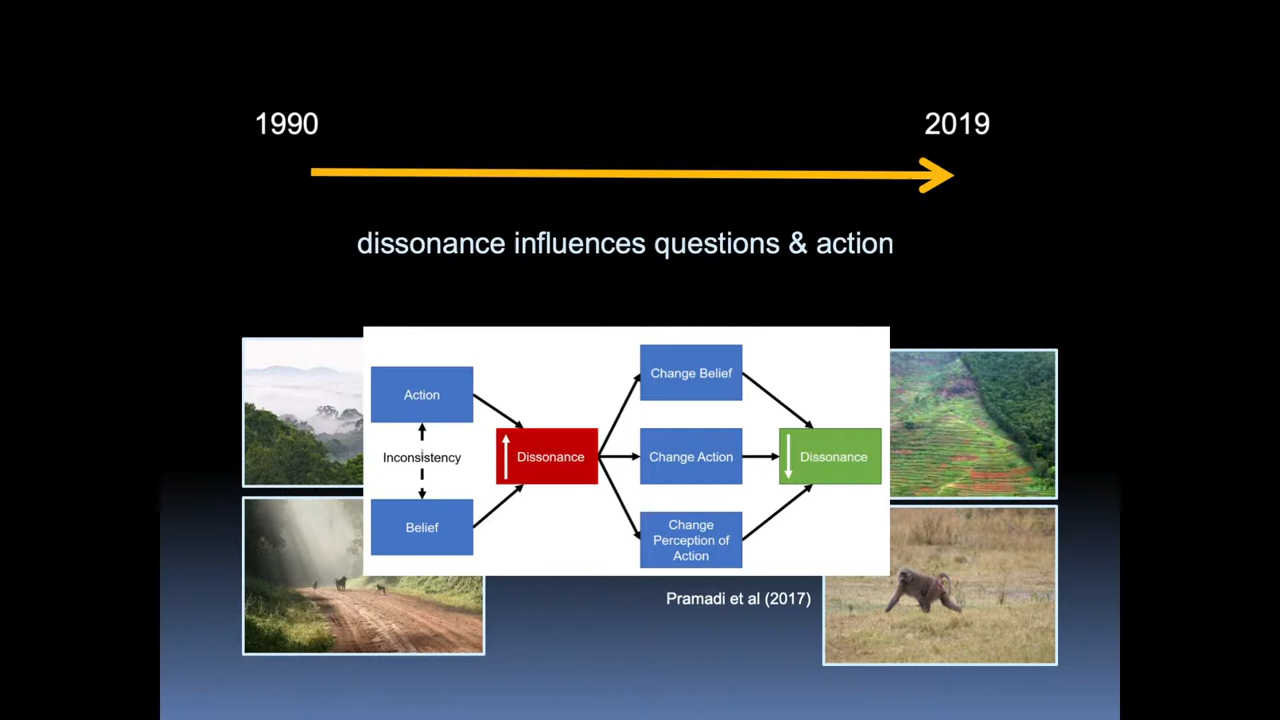 1990
2019
dissonance influences questions & action
Action
Inconsistency
Belief
Dissonance
Change Belief
Change Action
Change
Perception of
Action
Dissonance
Pramadi et al (2017)